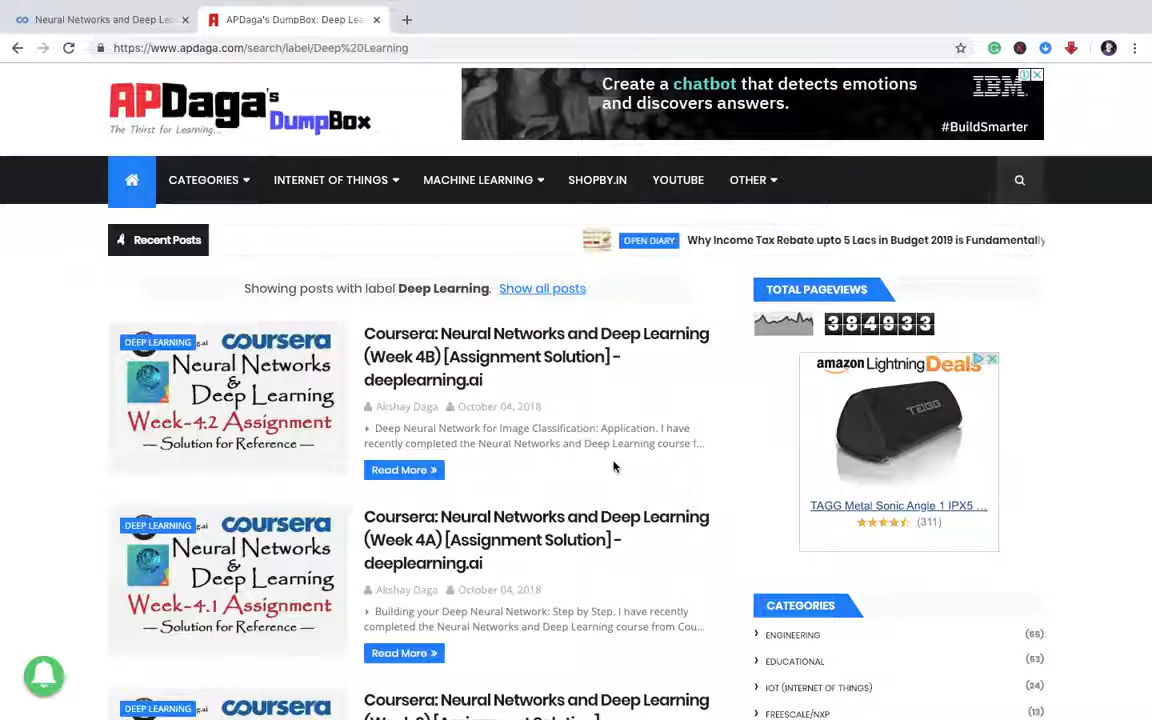 Neural Networks and Deep Lea
APDaga's DumpBox: Deep Lea
https://www.apdaga.com/search/label/Deep%20Learning
APDaga's DumpBox
The Thirst for Learning...
Create a chatbot that detects emotions
and discovers answers.
IBM
#BuildSmarter
CATEGORIES INTERNET OF THINGS MACHINE LEARNING SHOPBY.IN YOUTUBE OTHER
Recent Posts
OPEN DIARY Why Income Tax Rebate upto 5 Lacs in Budget 2019 is Fundamentally
Showing posts with label Deep Learning. Show all posts
TOTAL PAGEVIEWS
384933
DEEP LEARNING
.ai coursera
Neural Networks
&
Deep Learning
Week-4.2 Assignment
— Solution for Reference —
Coursera: Neural Networks and Deep Learning
(Week 4B) [Assignment Solution] -
deeplearning.ai
Akshay Daga October 04, 2018
Deep Neural Network for Image Classification: Application. I have
recently completed the Neural Networks and Deep Learning course f...
Read More »
amazon Lightning Deals
TAGG
TAGG Metal Sonic Angle 1 IPX5 ...
(311)
DEEP LEARNING
.ai coursera
Neural Networks
&
Deep Learning
Week-4.1 Assignment
— Solution for Reference —
Coursera: Neural Networks and Deep Learning
(Week 4A) [Assignment Solution] -
deeplearning.ai
Akshay Daga October 04, 2018
Building your Deep Neural Network: Step by Step. I have recently
completed the Neural Networks and Deep Learning course from Cou...
Read More »
CATEGORIES
ENGINEERING (55)
EDUCATIONAL (53)
IOT (INTERNET OF THINGS) (24)
FREESCALE/NXP (13)
DEEP LEARNING
.ai coursera
Coursera: Neural Networks and Deep Learning